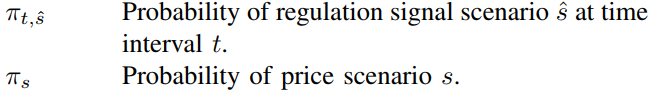 π_{t,ŝ} Probability of regulation signal scenario ŝ at time
interval t.
π_s Probability of price scenario s.